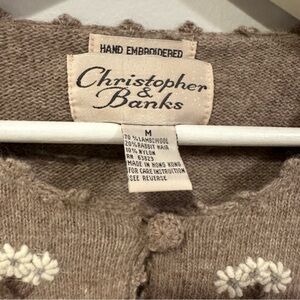 HAND EMBROIDERED
Christopher
&
Banks
M
70 % LAMBSWOOL
20% RABBIT HAIR
10 % NYLON
RN 63823
MADE IN HONG KONG
FOR CARE INSTRUCTION
SEE REVERSE